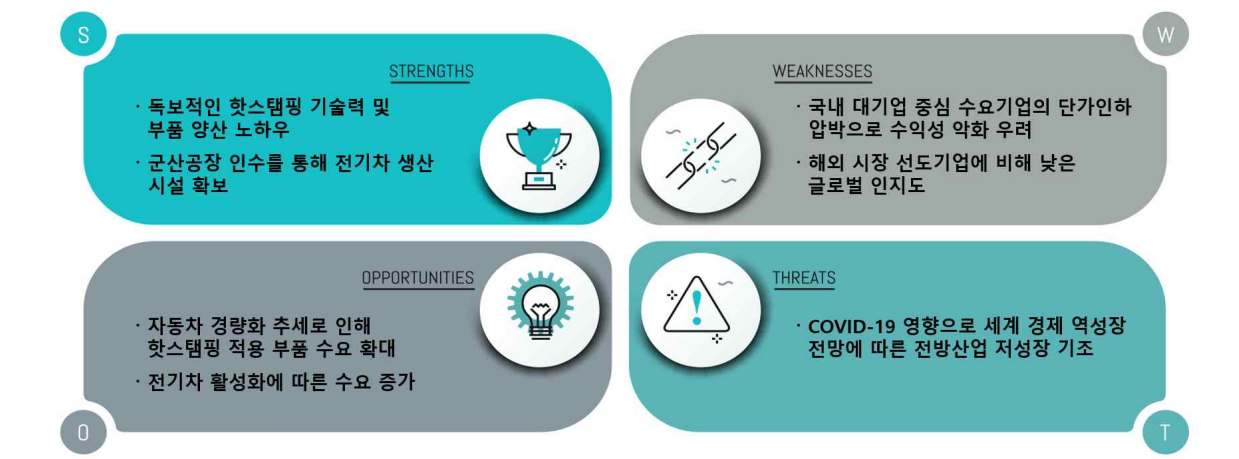 S
STRENGTHS
· 독보적인 핫스탬핑 기술력 및
부품 양산 노하우
· 군산공장 인수를 통해 전기차 생산
시설 확보
W
WEAKNESSES
· 국내 대기업 중심 수요기업의 단가인하
압박으로 수익성 악화 우려
· 해외 시장 선도기업에 비해 낮은
글로벌 인지도
OPPORTUNITIES
· 자동차 경량화 추세로 인해
핫스탬핑 적용 부품 수요 확대
· 전기차 활성화에 따른 수요 증가
O
THREATS
· COVID-19 영향으로 세계 경제 역성장
전망에 따른 전방산업 저성장 기조
T